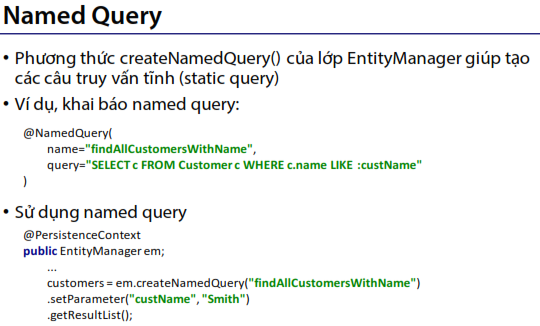 Named Query
• Phương thức createNamedQuery() của lớp EntityManager giúp tạo
các câu truy vấn tĩnh (static query)
• Ví dụ, khai báo named query:
@NamedQuery(
name="findAllCustomersWithName",
query="SELECT c FROM Customer c WHERE c.name LIKE :custName"
)
• Sử dụng named query
@PersistenceContext
public EntityManager em;
...
customers = em.createNamedQuery("findAllCustomersWithName")
.setParameter("custName", "Smith")
.getResultList();